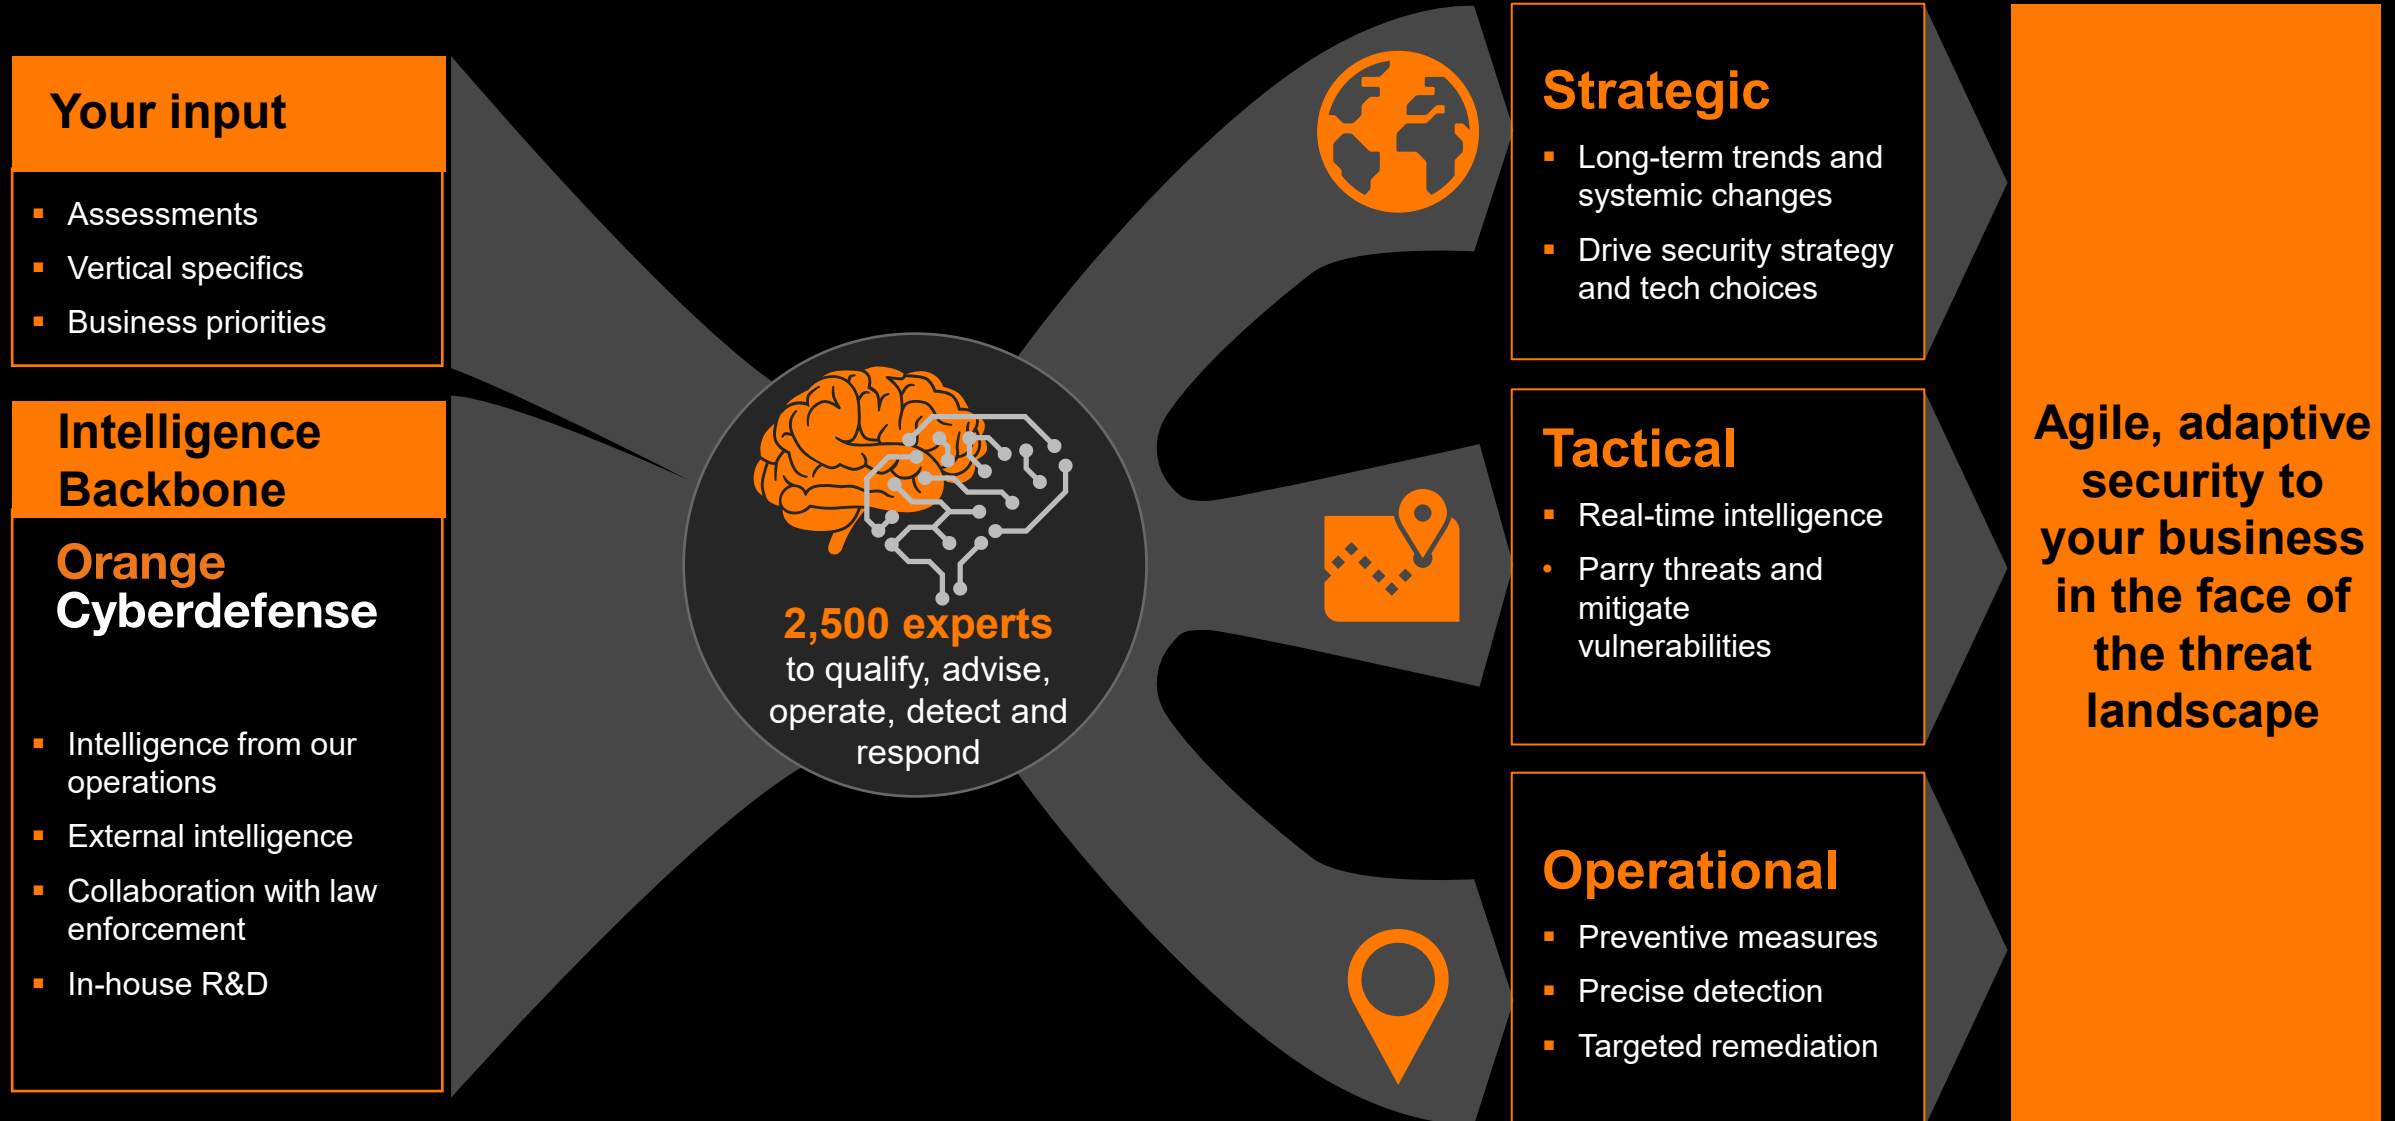 Your input
Assessments
Vertical specifics
Business priorities
Intelligence
Backbone
Orange
Cyberdefense
Intelligence from our
operations
External intelligence
Collaboration with law
enforcement
In-house R&D
2,500 experts
to qualify, advise,
operate, detect and
respond
Strategic
Long-term trends and
systemic changes
Drive security strategy
and tech choices
Tactical
Real-time intelligence
Parry threats and
mitigate
vulnerabilities
Operational
Preventive measures
Precise detection
Targeted remediation
Agile, adaptive
security to
your business
in the face of
the threat
landscape